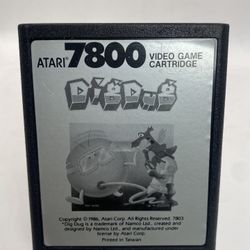 ATARI 7800 VIDEO GAME CARTRIDGE
DIG DUG
Copyright © 1986, Atari Corp. All Rights Reserved. 7803
"Dig Dug" is a trademark of Namco Ltd., created and
designed by Namco Ltd., and manufactured under
license by Atari Corp.
Printed in Taiwan